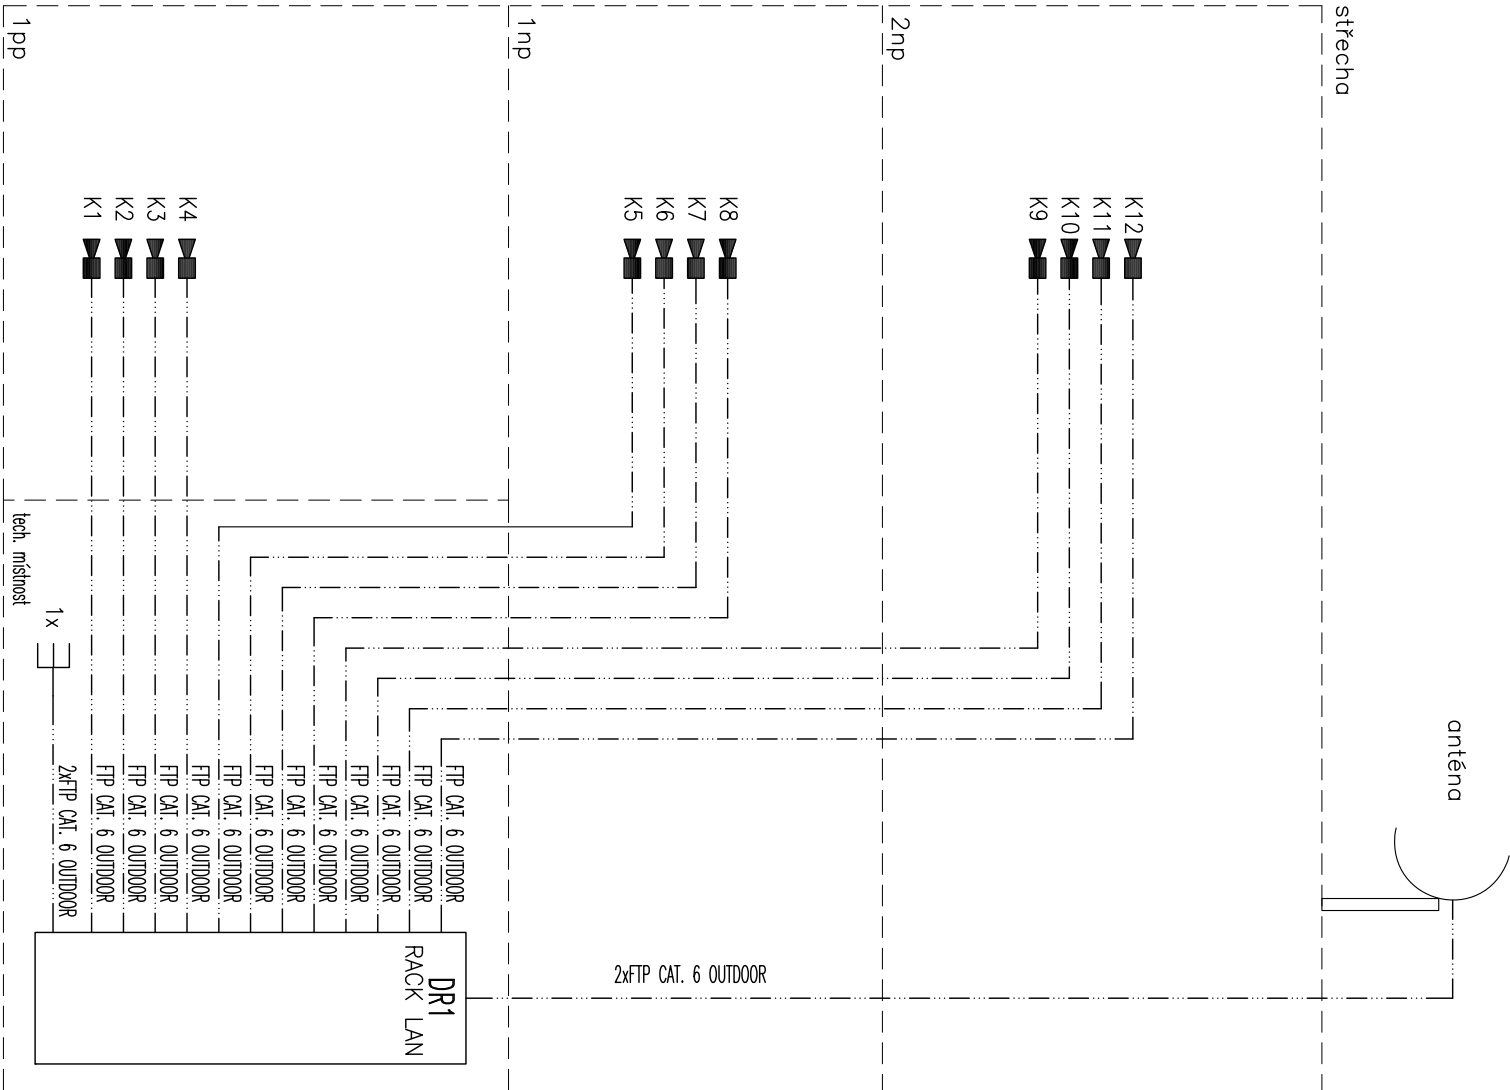 střecha
anténa
2np
K12
K11
K10
K9
1np
K8
K7
K6
K5
1pp
K4
K3
K2
K1
tech. místnost
1x
FTP CAT. 6 OUTDOOR
FTP CAT. 6 OUTDOOR
FTP CAT. 6 OUTDOOR
FTP CAT. 6 OUTDOOR
FTP CAT. 6 OUTDOOR
FTP CAT. 6 OUTDOOR
FTP CAT. 6 OUTDOOR
FTP CAT. 6 OUTDOOR
FTP CAT. 6 OUTDOOR
FTP CAT. 6 OUTDOOR
FTP CAT. 6 OUTDOOR
FTP CAT. 6 OUTDOOR
2xFTP CAT. 6 OUTDOOR
DR1
RACK LAN
2xFTP CAT. 6 OUTDOOR